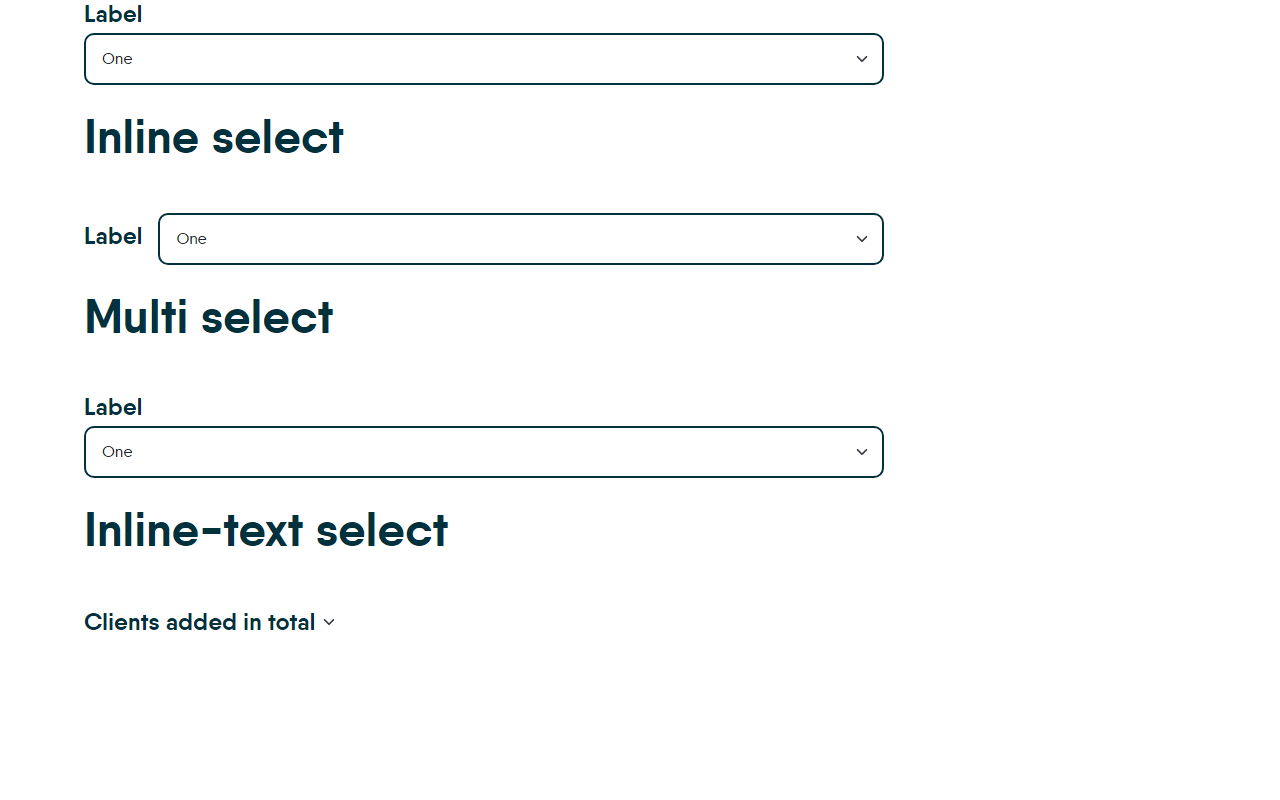 Label
One
Inline select
Label One
Multi select
Label
One
Inline-text select
Clients added in total